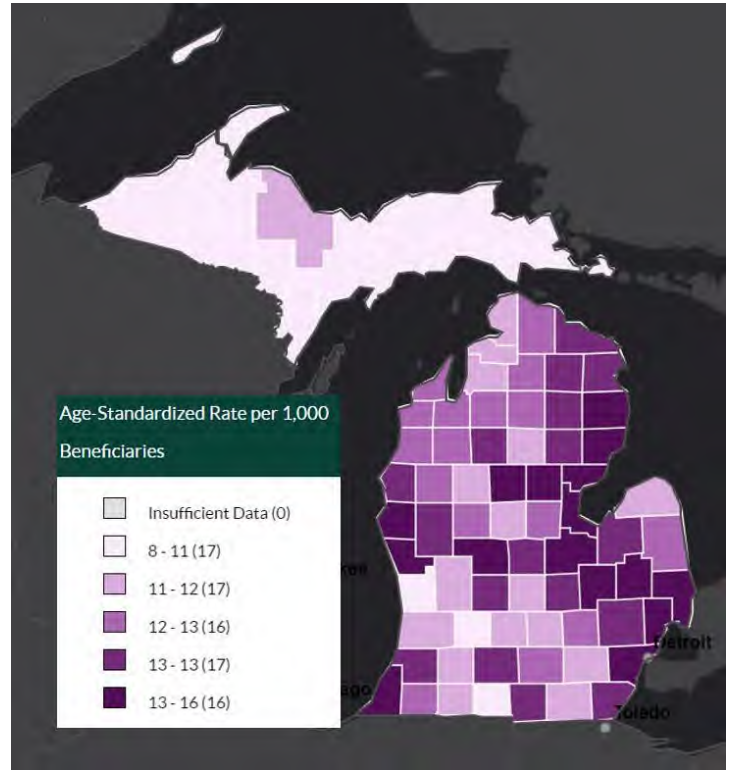 Age-Standardized Rate per 1,000
Beneficiaries
Insufficient Data (0)
8 - 11 (17)
11 - 12 (17)
12 - 13 (16)
13 - 13 (17)
13 - 16 (16)
Detroit
Toledo